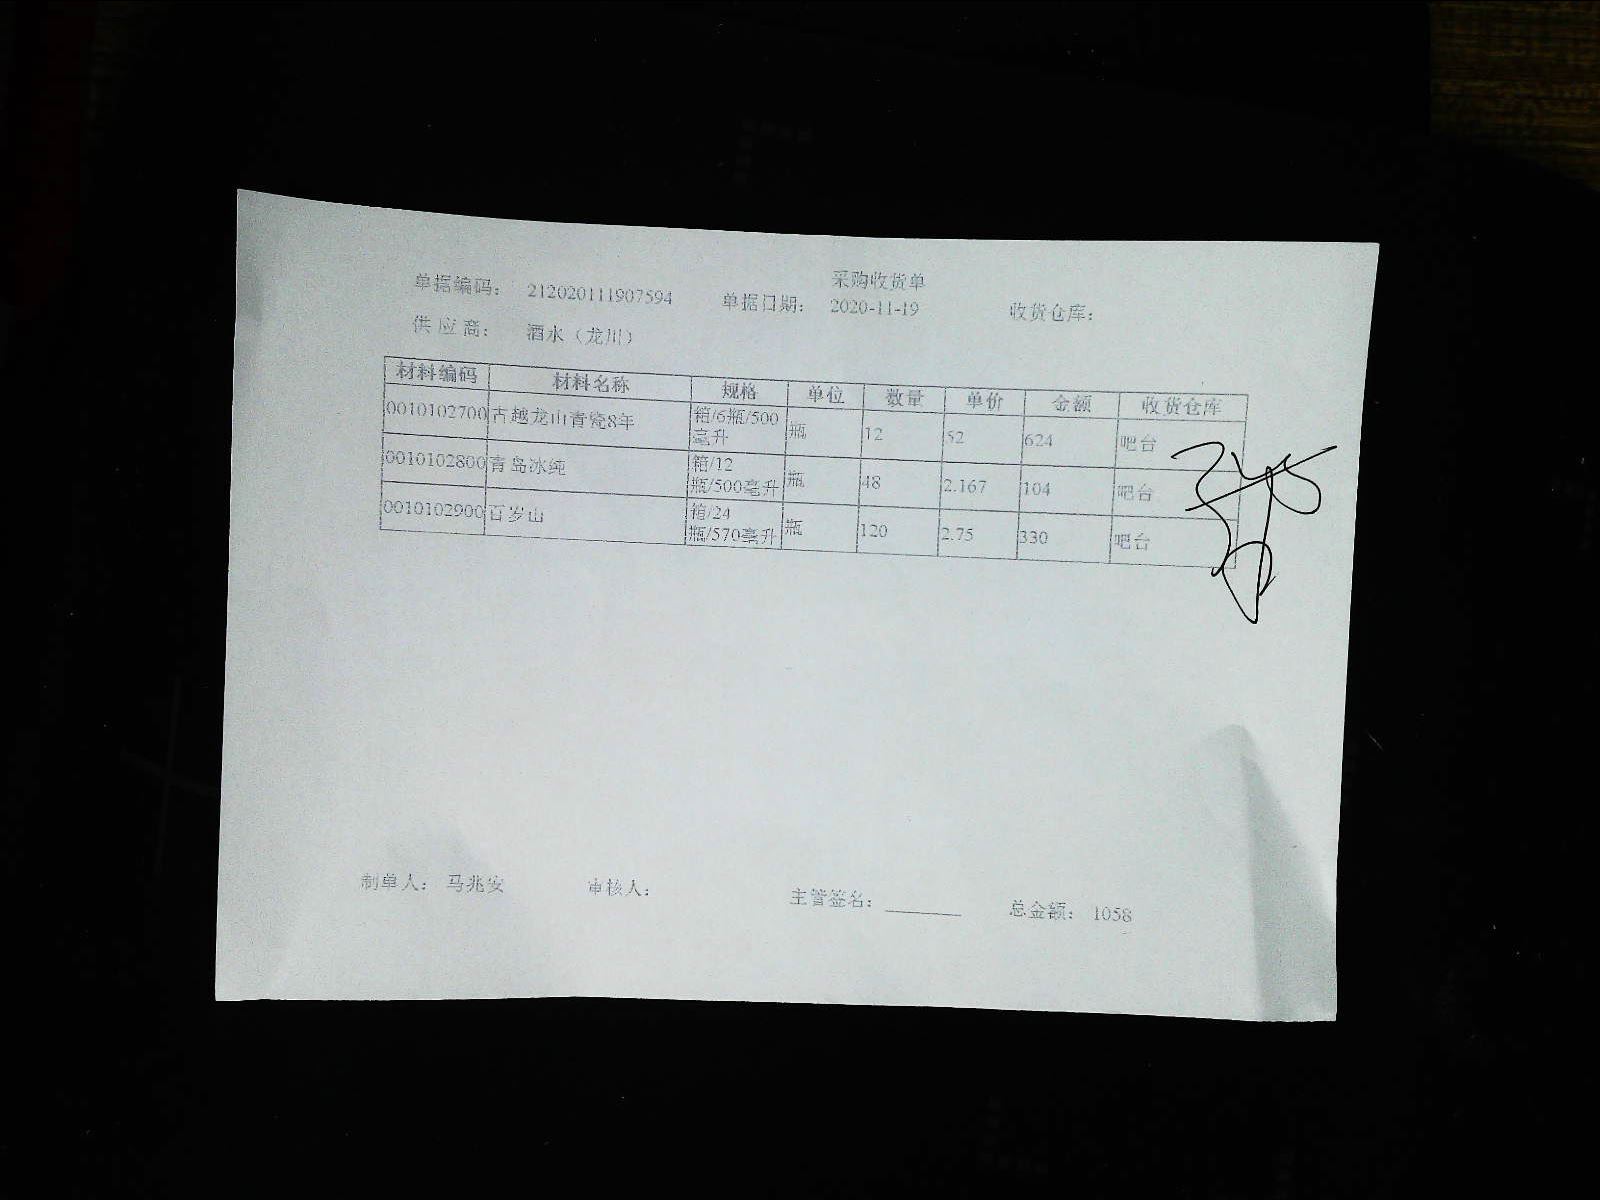 采购收货单
单据编码： 212020111907594 单据日期： 2020-11-19 收货仓库：
供应商： 酒水（龙川）
材料编码 材料名称 规格 单位 数量 单价 金额 收货仓库
0010102700 古越龙山青瓷8年 箱/6瓶/500毫升 瓶 12 52 624 吧台
0010102800 青岛冰纯 箱/12瓶/500毫升 瓶 48 2.167 104 吧台
0010102900 百岁山 箱/24瓶/570毫升 瓶 120 2.75 330 吧台
制单人： 马兆安 审核人： 主管签名： 总金额： 1058